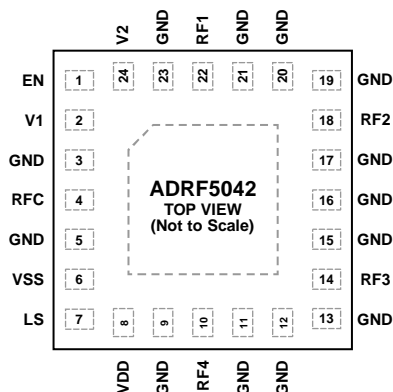 V2 GND RF1 GND GND
24 23 22 21 20
EN 1 19 GND
V1 2 18 RF2
GND 3 17 GND
RFC 4 16 GND
GND 5 15 GND
VSS 6 14 RF3
LS 7 13 GND
ADRF5042
TOP VIEW
(Not to Scale)
8 9 10 11 12
VDD GND RF4 GND GND